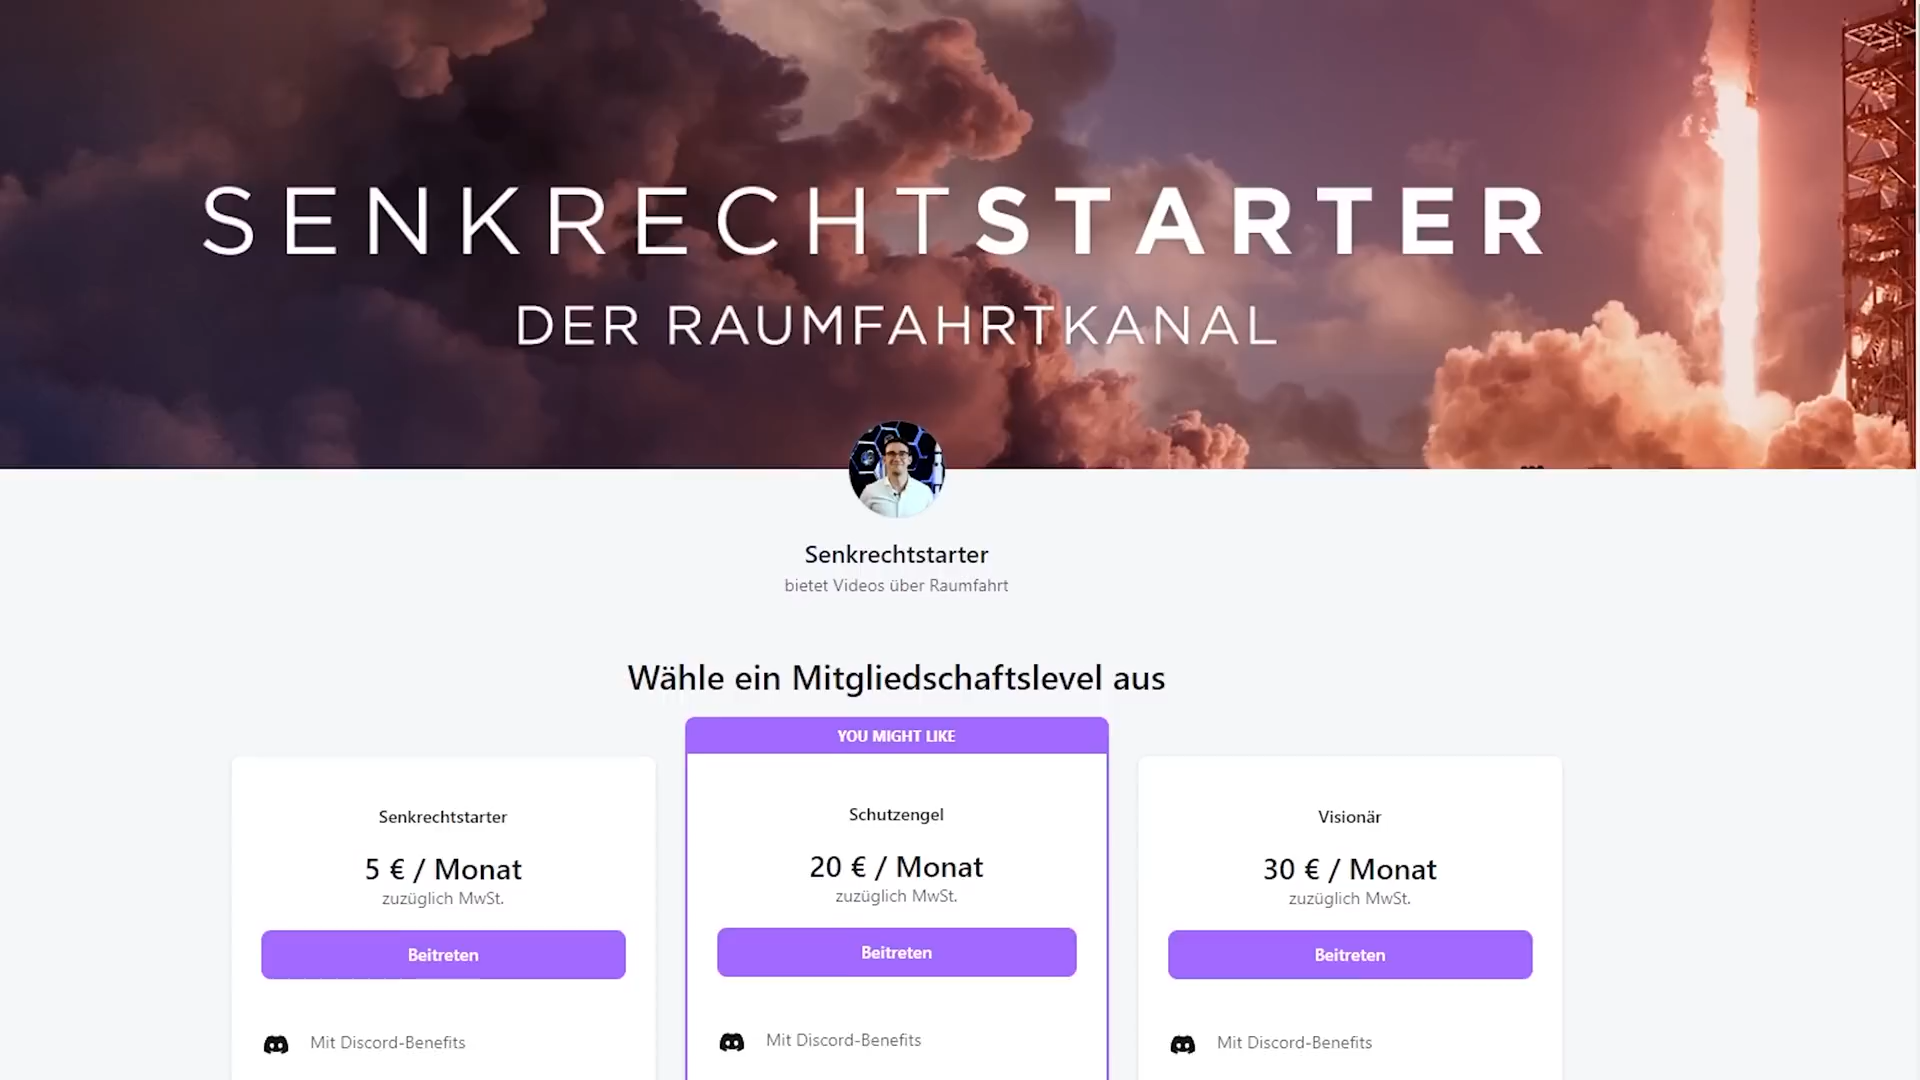 SENKRECHTSTARTER
DER RAUMFAHRTKANAL
Senkrechtstarter
bietet Videos über Raumfahrt
Wähle ein Mitgliedschaftslevel aus
Senkrechtstarter
5 € / Monat
zuzüglich MwSt.
Beitreten
Mit Discord-Benefits
YOU MIGHT LIKE
Schutzengel
20 € / Monat
zuzüglich MwSt.
Beitreten
Mit Discord-Benefits
Visionär
30 € / Monat
zuzüglich MwSt.
Beitreten
Mit Discord-Benefits